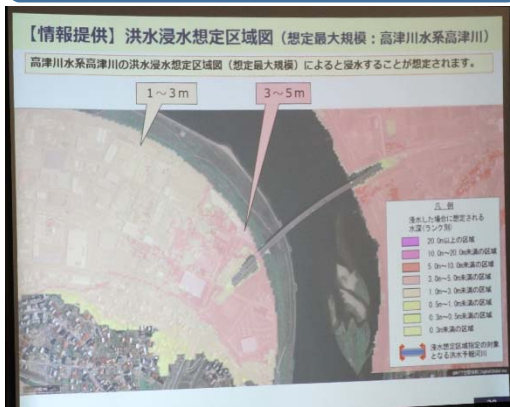 【情報提供】洪水浸水想定区域図(想定最大規模:高津川水系高津川)
高津川水系高津川の洪水浸水想定区域図(想定最大規模)によると浸水することが想定されます。
1～3m
3～5m
凡 例
浸水した場合に想定される
水深(ランク別)
20.0m以上の区域
10.0m～20.0m未満の区域
5.0m～10.0m未満の区域
3.0m～5.0m未満の区域
1.0m～3.0m未満の区域
0.5m～1.0m未満の区域
0.3m～0.5m未満の区域
0.3m未満の区域
浸水想定区域指定の対象
となる洪水予報河川